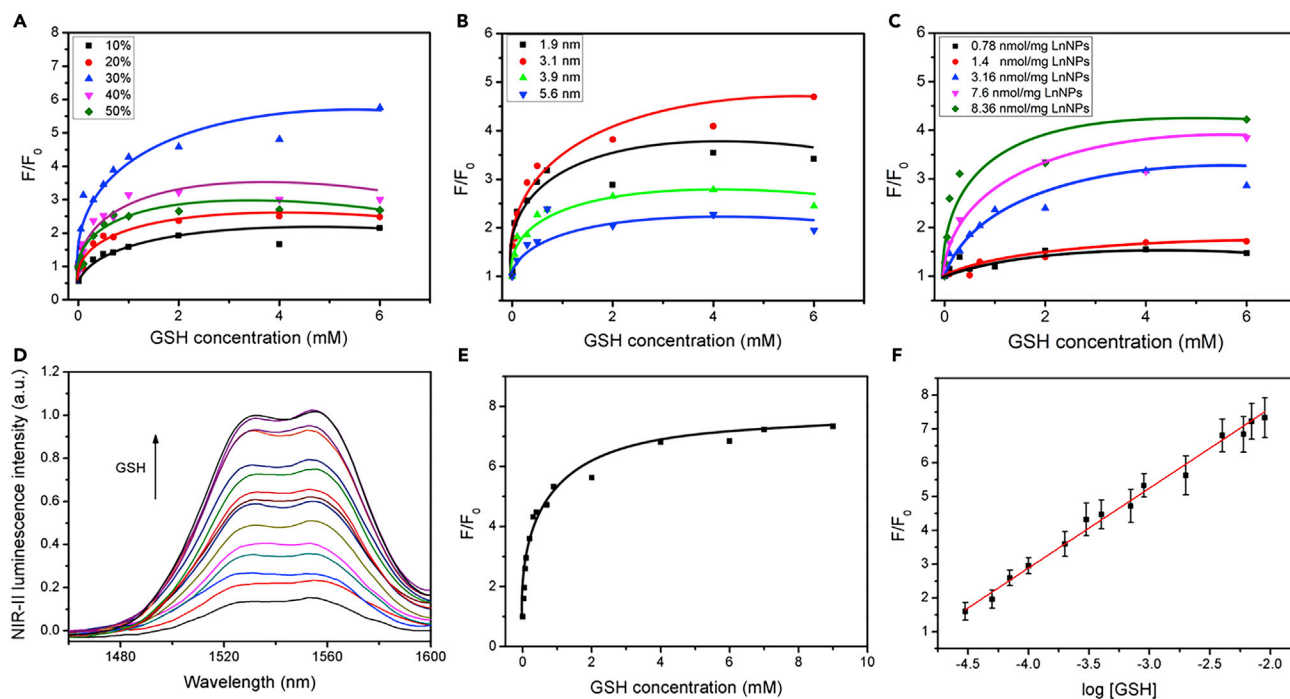 A
F/F0
8
7
6
5
4
3
2
1
0
10%
20%
30%
40%
50%
0
2
4
6
GSH concentration (mM)
B
F/F0
6
5
4
3
2
1
1.9 nm
3.1 nm
3.9 nm
5.6 nm
0
2
4
6
GSH concentration (mM)
C
F/F0
6
5
4
3
2
1
0.78 nmol/mg LnNPs
1.4 nmol/mg LnNPs
3.16 nmol/mg LnNPs
7.6 nmol/mg LnNPs
8.36 nmol/mg LnNPs
0
2
4
6
GSH concentration (mM)
D
NIR-II luminescence intensity (a.u.)
1.2
1.0
0.8
0.6
0.4
0.2
0.0
GSH
1480
1520
1560
1600
Wavelength (nm)
E
F/F0
8
6
4
2
0
0
2
4
6
8
10
GSH concentration (mM)
F
F/F0
8
7
6
5
4
3
2
1
-4.5
-4.0
-3.5
-3.0
-2.5
-2.0
log [GSH]